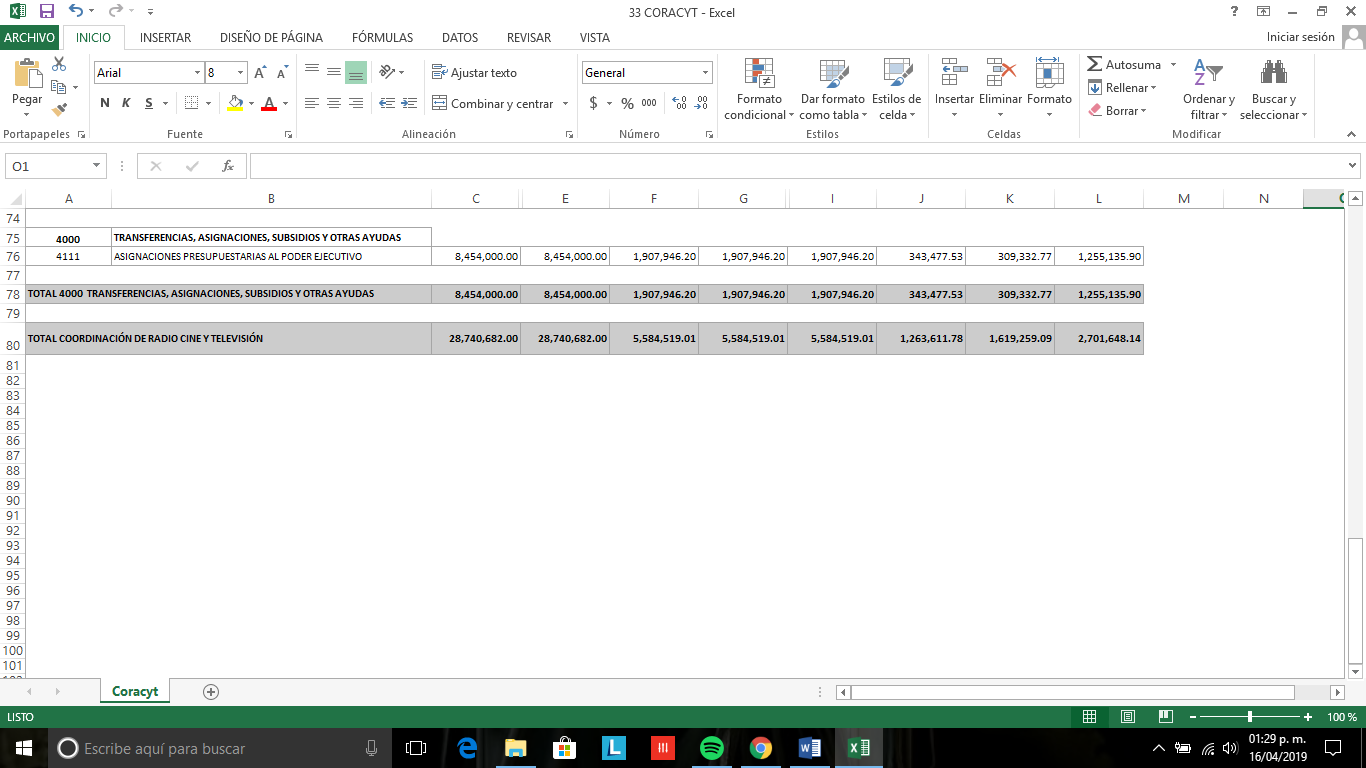 33 CORACYT - Excel
ARCHIVO INICIO INSERTAR DISEÑO DE PÁGINA FÓRMULAS DATOS REVISAR VISTA Iniciar sesión
Pegar
Portapapeles
Arial 8
N K S
Fuente
Ajustar texto
Combinar y centrar
Alineación
General
$ % 000
Número
Formato condicional
Dar formato como tabla
Estilos de celda
Estilos
Insertar Eliminar Formato
Celdas
Autosuma
Rellenar
Borrar
Ordenar y filtrar
Buscar y seleccionar
Modificar
O1 fx
A B C E F G I J K L M N
74
75 4000 TRANSFERENCIAS, ASIGNACIONES, SUBSIDIOS Y OTRAS AYUDAS
76 4111 ASIGNACIONES PRESUPUESTARIAS AL PODER EJECUTIVO 8,454,000.00 8,454,000.00 1,907,946.20 1,907,946.20 1,907,946.20 343,477.53 309,332.77 1,255,135.90
77
78 TOTAL 4000 TRANSFERENCIAS, ASIGNACIONES, SUBSIDIOS Y OTRAS AYUDAS 8,454,000.00 8,454,000.00 1,907,946.20 1,907,946.20 1,907,946.20 343,477.53 309,332.77 1,255,135.90
79
80 TOTAL COORDINACIÓN DE RADIO CINE Y TELEVISIÓN 28,740,682.00 28,740,682.00 5,584,519.01 5,584,519.01 5,584,519.01 1,263,611.78 1,619,259.09 2,701,648.14
81
82
83
84
85
86
87
88
89
90
91
92
93
94
95
96
97
98
99
100
101
Coracyt
LISTO 100 %
Escribe aquí para buscar
01:29 p. m.
16/04/2019